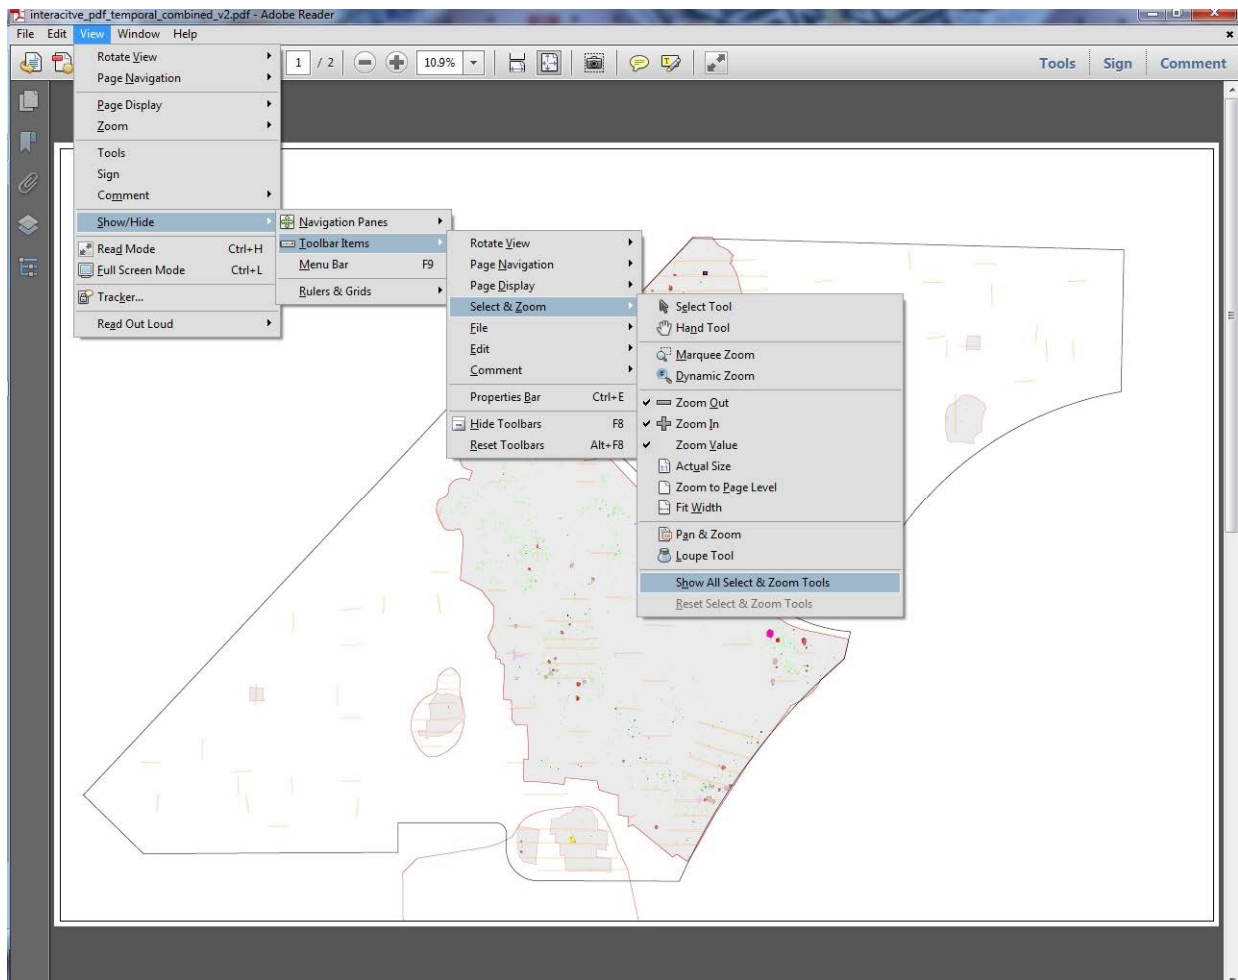 interacitve_pdf_temporal_combined_v2.pdf - Adobe Reader
File Edit View Window Help
1 / 2 10.9% Tools Sign Comment
Rotate View
Page Navigation
Page Display
Zoom
Tools
Sign
Comment
Show/Hide
Read Mode Ctrl+H
Full Screen Mode Ctrl+L
Tracker...
Read Out Loud
Navigation Panes
Toolbar Items
Menu Bar F9
Rulers & Grids
Rotate View
Page Navigation
Page Display
Select & Zoom
File
Edit
Comment
Properties Bar Ctrl+E
Hide Toolbars F8
Reset Toolbars Alt+F8
Select Tool
Hand Tool
Marquee Zoom
Dynamic Zoom
Zoom Out
Zoom In
Zoom Value
Actual Size
Zoom to Page Level
Fit Width
Pan & Zoom
Loupe Tool
Show All Select & Zoom Tools
Reset Select & Zoom Tools